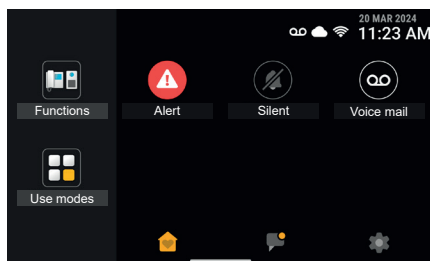 20 MAR 2024
11:23 AM
Functions
Alert
Silent
Voice mail
Use modes